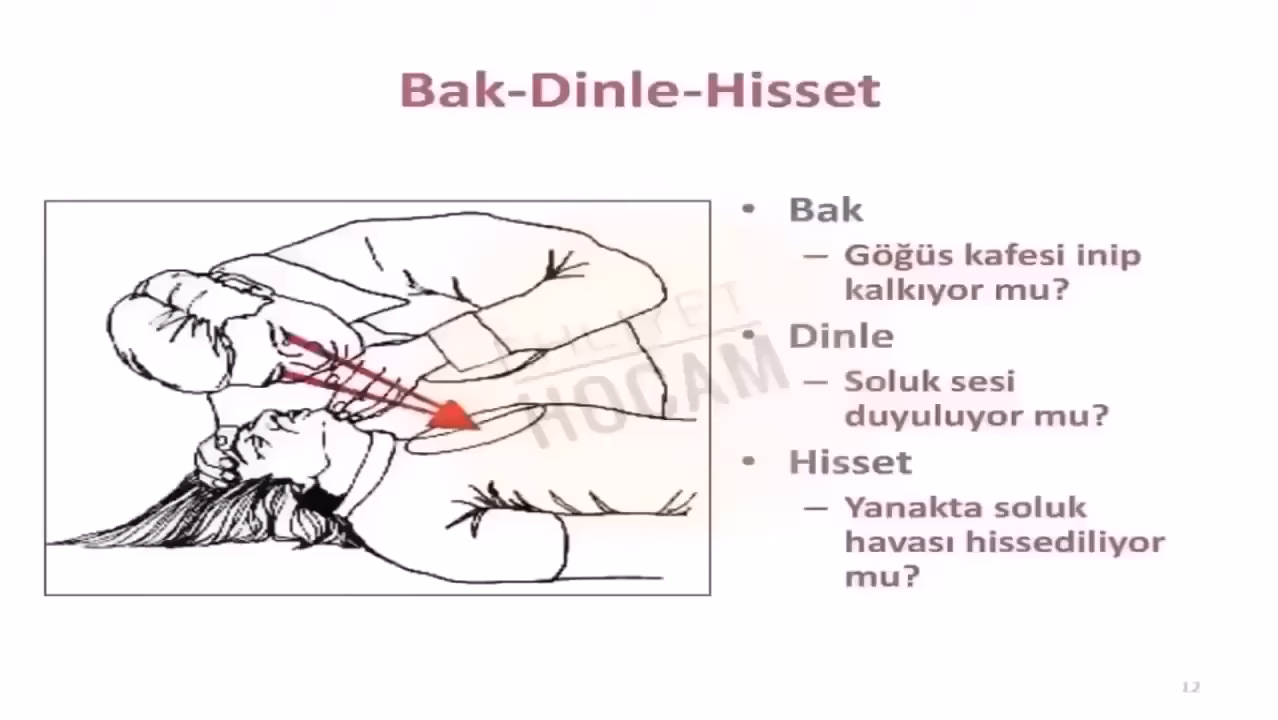 Bak-Dinle-Hisset
• Bak
– Göğüs kafesi inip
kalkıyor mu?
• Dinle
– Soluk sesi
duyuluyor mu?
• Hisset
– Yanakta soluk
havası hissediliyor
mu?
HOCAM
12